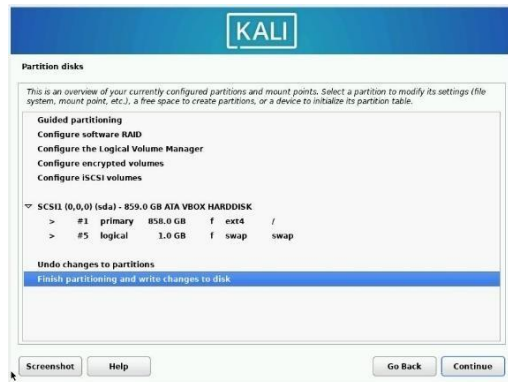 KALI
Partition disks
This is an overview of your currently configured partitions and mount points. Select a partition to modify its settings (file
system, mount point, etc.), a free space to create partitions, or a device to initialize its partition table.
Guided partitioning
Configure software RAID
Configure the Logical Volume Manager
Configure encrypted volumes
Configure iSCSI volumes
SCSI1 (0,0,0) (sda) - 859.0 GB ATA VBOX HARDDISK
> #1 primary 858.0 GB f ext4 /
> #5 logical 1.0 GB f swap swap
Undo changes to partitions
Finish partitioning and write changes to disk
Screenshot Help Go Back Continue